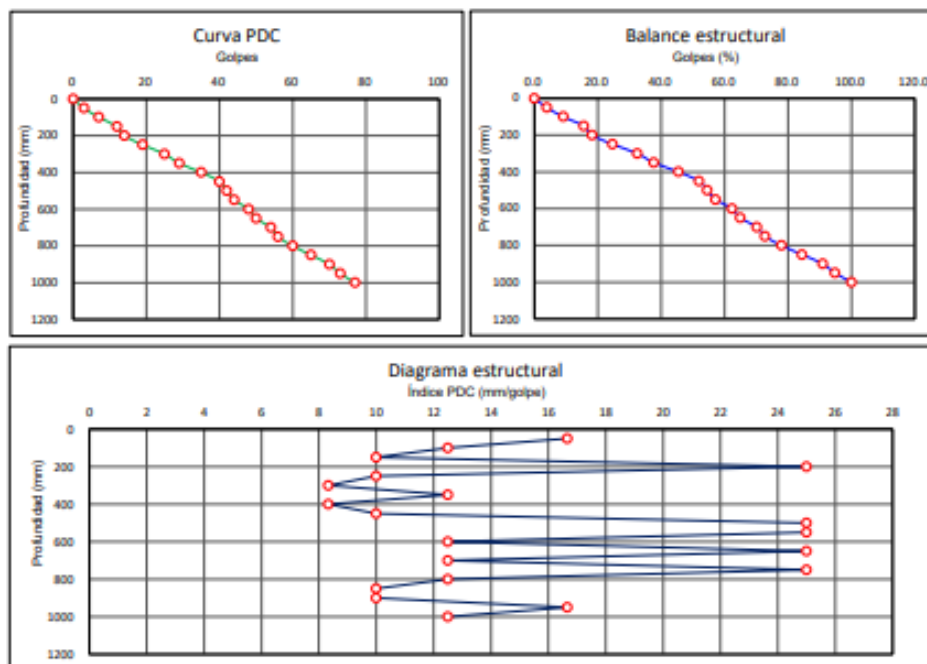 Curva PDC
Golpes
0 20 40 60 80 100
0
200
400
600
800
1000
1200
Profundidad (mm)
Balance estructural
Golpes (%)
0.0 20.0 40.0 60.0 80.0 100.0 120.0
0
200
400
600
800
1000
1200
Profundidad (mm)
Diagrama estructural
Índice PDC (mm/golpe)
0 2 4 6 8 10 12 14 16 18 20 22 24 26 28
0
200
400
600
800
1000
1200
Profundidad (mm)